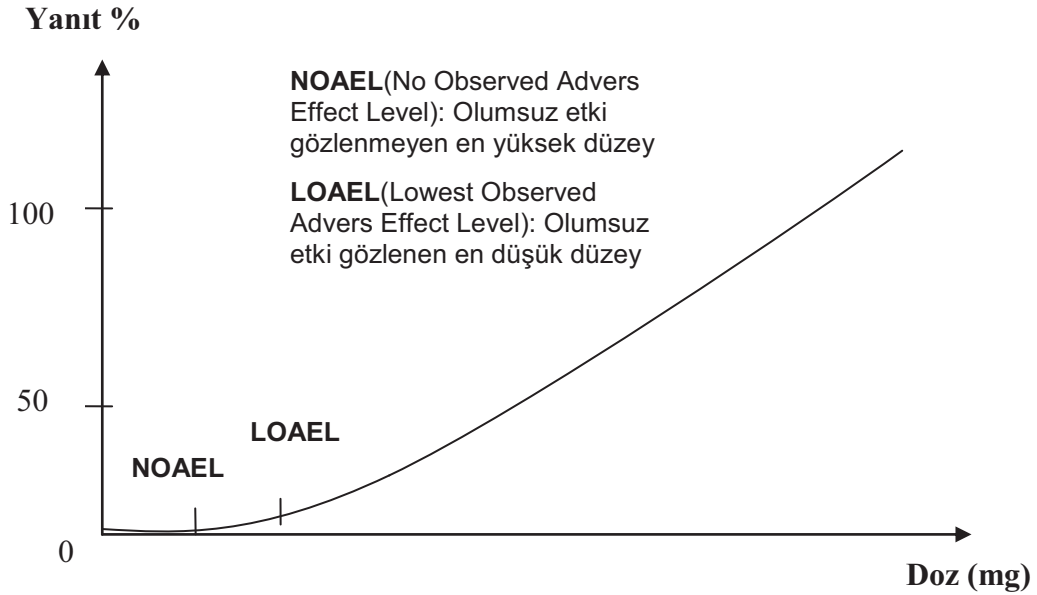 Yanıt %
NOAEL(No Observed Advers
Effect Level): Olumsuz etki
gözlenmeyen en yüksek düzey
LOAEL(Lowest Observed
Advers Effect Level): Olumsuz
etki gözlenen en düşük düzey
100
50
LOAEL
NOAEL
0
Doz (mg)